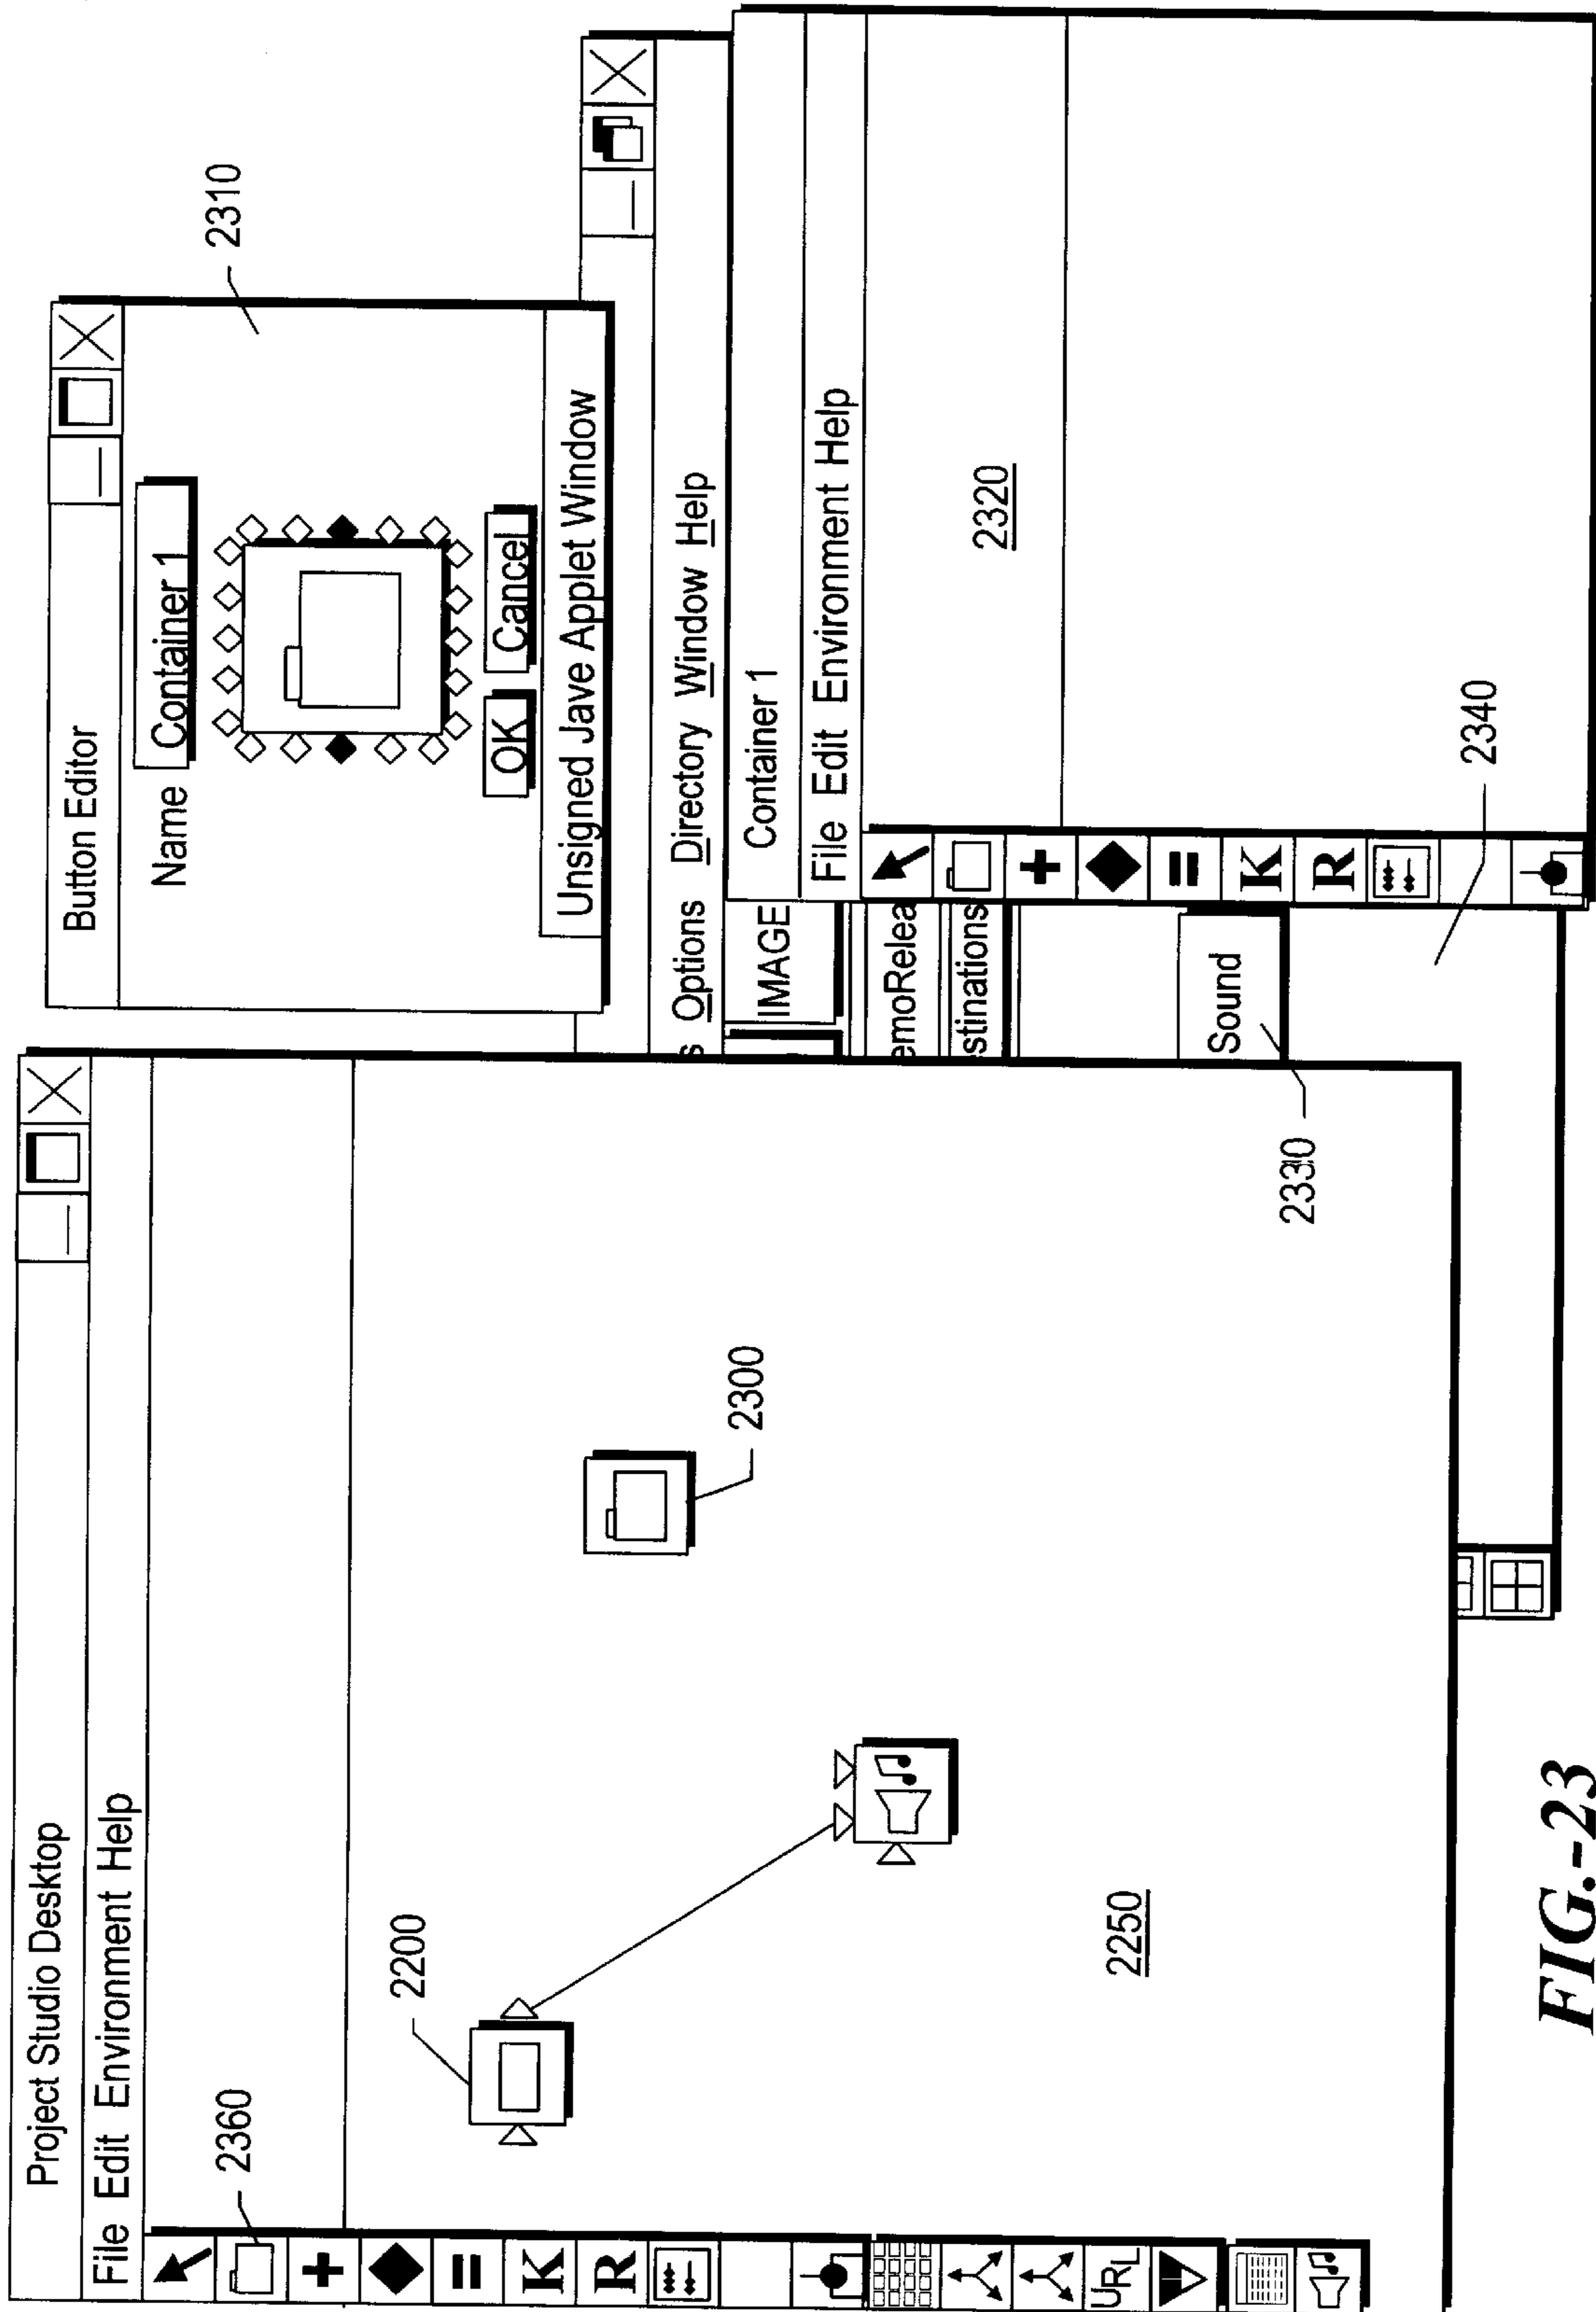 Project Studio Desktop
File Edit Environment Help
2360
K
R
URL
2200
2250
2300
Button Editor
Name Container 1
OK Cancel
Unsigned Jave Applet Window
2310
s Options Directory Window Help
IMAGE
emoRelea
stinations
Sound
2330
Container 1
File Edit Environment Help
K
R
2320
2340
FIG.-23